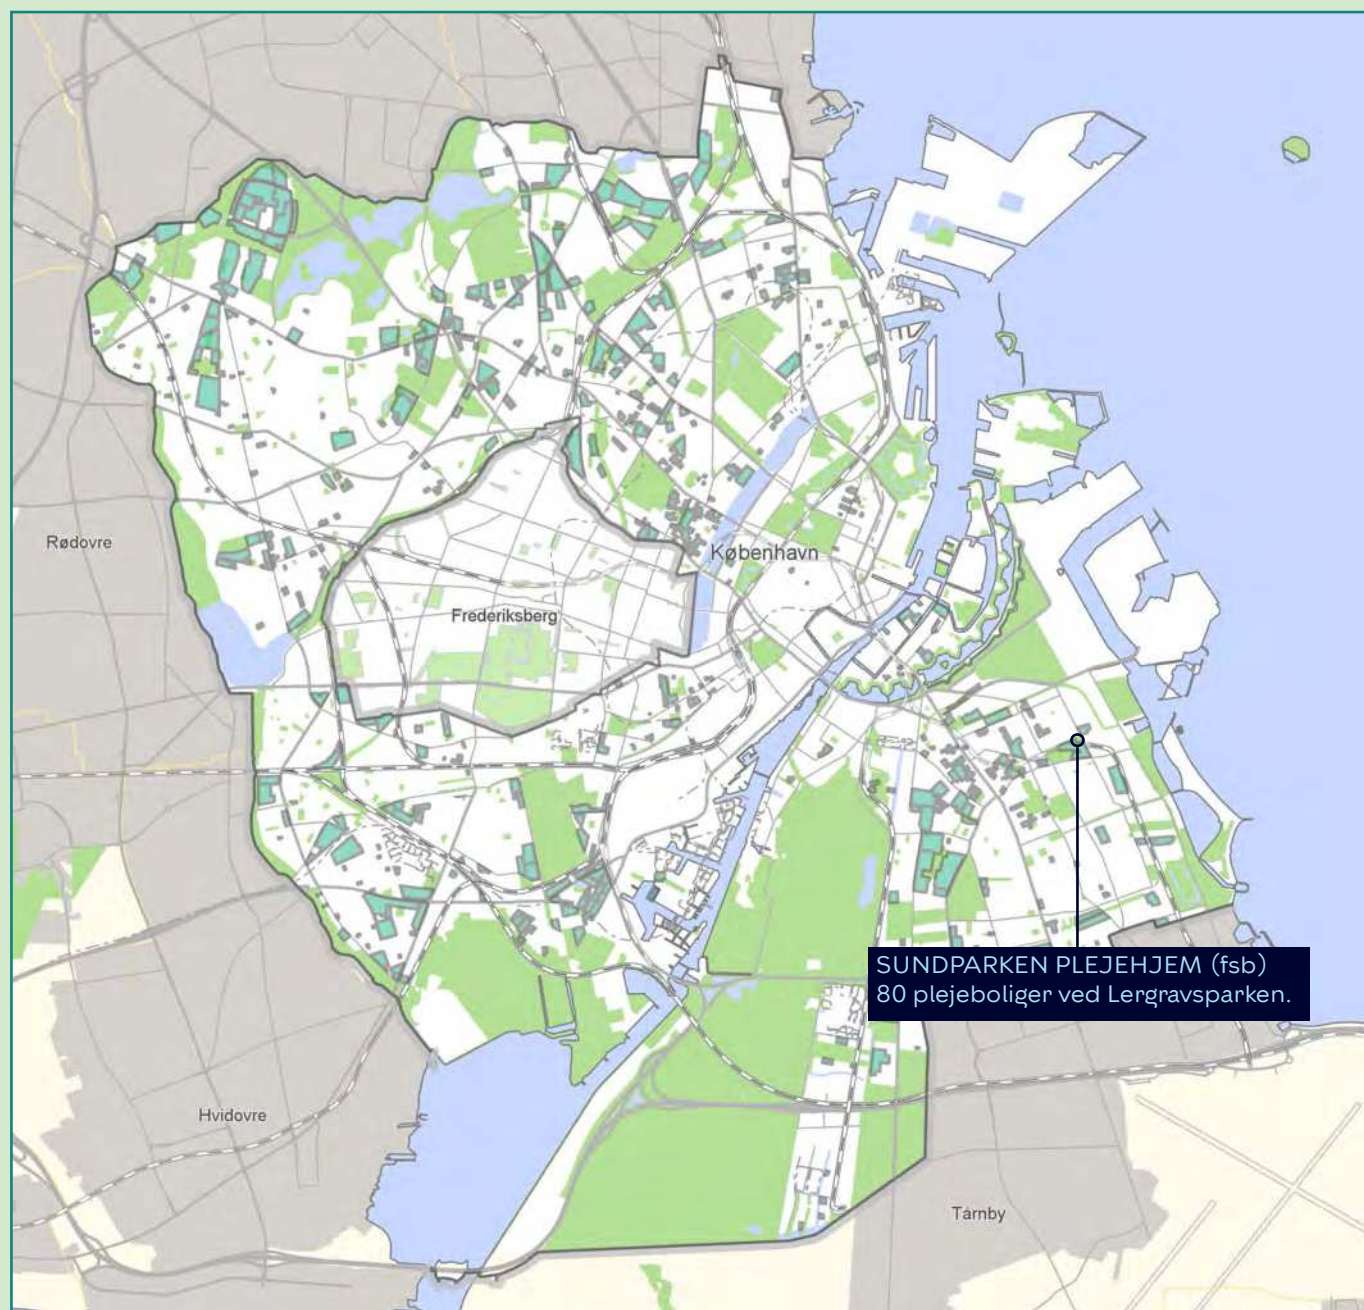 Rødovre
København
Frederiksberg
SUNDPARKEN PLEJEHJEM (fsb)
80 plejeboliger ved Lergravsparken.
Hvidovre
Tårnby